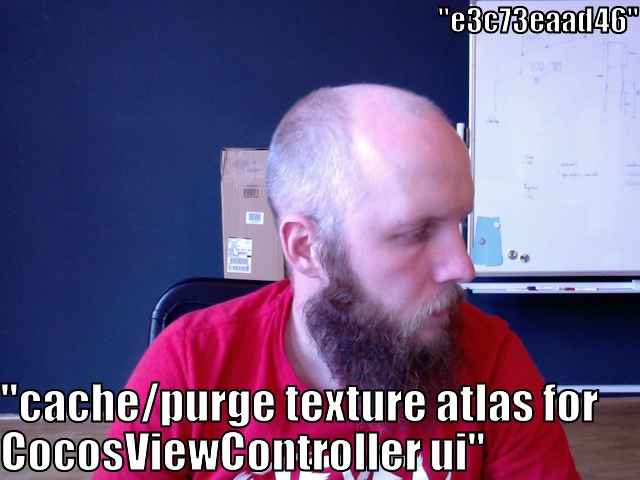 "e3c73eaad46"
"cache/purge texture atlas for
CocosViewController ui"